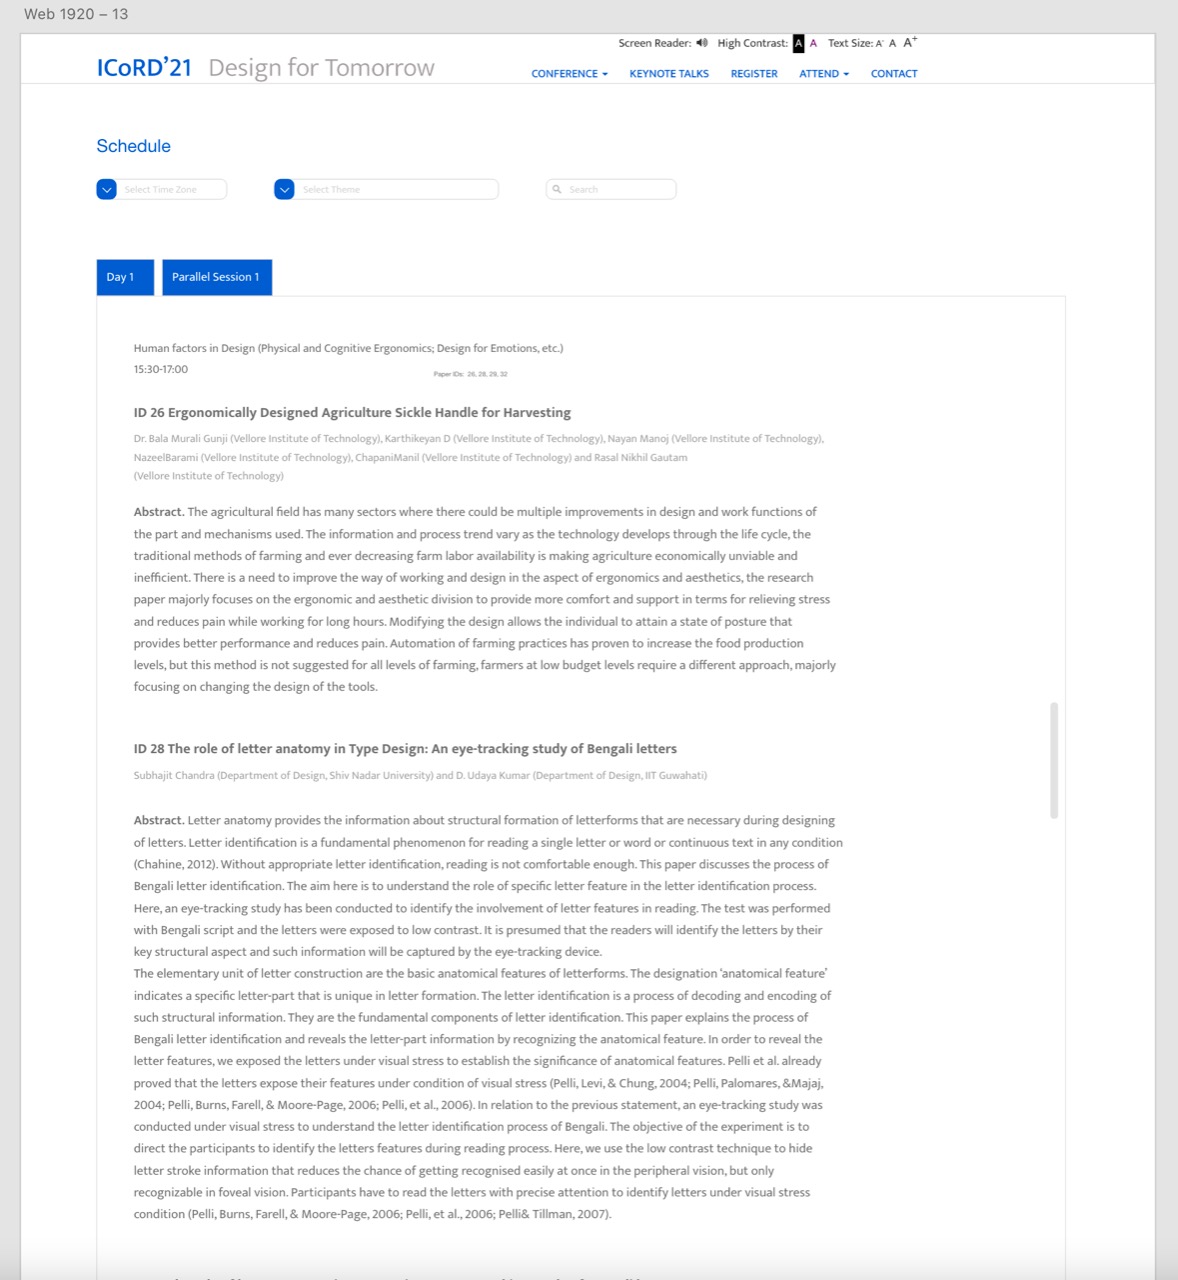 Web 1920 – 13
Screen Reader: High Contrast: A A Text Size: A- A A+
ICoRD’21 Design for Tomorrow
CONFERENCE KEYNOTE TALKS REGISTER ATTEND CONTACT
Schedule
Select Time Zone Select Theme Search
Day 1 Parallel Session 1
Human factors in Design (Physical and Cognitive Ergonomics; Design for Emotions, etc.)
15:30-17:00 Paper IDs: 26, 28, 29, 32
ID 26 Ergonomically Designed Agriculture Sickle Handle for Harvesting
Dr. Bala Murali Gunji (Vellore Institute of Technology), Karthikeyan D (Vellore Institute of Technology), Nayan Manoj (Vellore Institute of Technology),
NazeelBarami (Vellore Institute of Technology), ChapaniManil (Vellore Institute of Technology) and Rasal Nikhil Gautam
(Vellore Institute of Technology)
Abstract. The agricultural field has many sectors where there could be multiple improvements in design and work functions of
the part and mechanisms used. The information and process trend vary as the technology develops through the life cycle, the
traditional methods of farming and ever decreasing farm labor availability is making agriculture economically unviable and
inefficient. There is a need to improve the way of working and design in the aspect of ergonomics and aesthetics, the research
paper majorly focuses on the ergonomic and aesthetic division to provide more comfort and support in terms for relieving stress
and reduces pain while working for long hours. Modifying the design allows the individual to attain a state of posture that
provides better performance and reduces pain. Automation of farming practices has proven to increase the food production
levels, but this method is not suggested for all levels of farming, farmers at low budget levels require a different approach, majorly
focusing on changing the design of the tools.
ID 28 The role of letter anatomy in Type Design: An eye-tracking study of Bengali letters
Subhajit Chandra (Department of Design, Shiv Nadar University) and D. Udaya Kumar (Department of Design, IIT Guwahati)
Abstract. Letter anatomy provides the information about structural formation of letterforms that are necessary during designing
of letters. Letter identification is a fundamental phenomenon for reading a single letter or word or continuous text in any condition
(Chahine, 2012). Without appropriate letter identification, reading is not comfortable enough. This paper discusses the process of
Bengali letter identification. The aim here is to understand the role of specific letter feature in the letter identification process.
Here, an eye-tracking study has been conducted to identify the involvement of letter features in reading. The test was performed
with Bengali script and the letters were exposed to low contrast. It is presumed that the readers will identify the letters by their
key structural aspect and such information will be captured by the eye-tracking device.
The elementary unit of letter construction are the basic anatomical features of letterforms. The designation ‘anatomical feature’
indicates a specific letter-part that is unique in letter formation. The letter identification is a process of decoding and encoding of
such structural information. They are the fundamental components of letter identification. This paper explains the process of
Bengali letter identification and reveals the letter-part information by recognizing the anatomical feature. In order to reveal the
letter features, we exposed the letters under visual stress to establish the significance of anatomical features. Pelli et al. already
proved that the letters expose their features under condition of visual stress (Pelli, Levi, & Chung, 2004; Pelli, Palomares, &Majaj,
2004; Pelli, Burns, Farell, & Moore-Page, 2006; Pelli, et al., 2006). In relation to the previous statement, an eye-tracking study was
conducted under visual stress to understand the letter identification process of Bengali. The objective of the experiment is to
direct the participants to identify the letters features during reading process. Here, we use the low contrast technique to hide
letter stroke information that reduces the chance of getting recognised easily at once in the peripheral vision, but only
recognizable in foveal vision. Participants have to read the letters with precise attention to identify letters under visual stress
condition (Pelli, Burns, Farell, & Moore-Page, 2006; Pelli, et al., 2006; Pelli& Tillman, 2007).